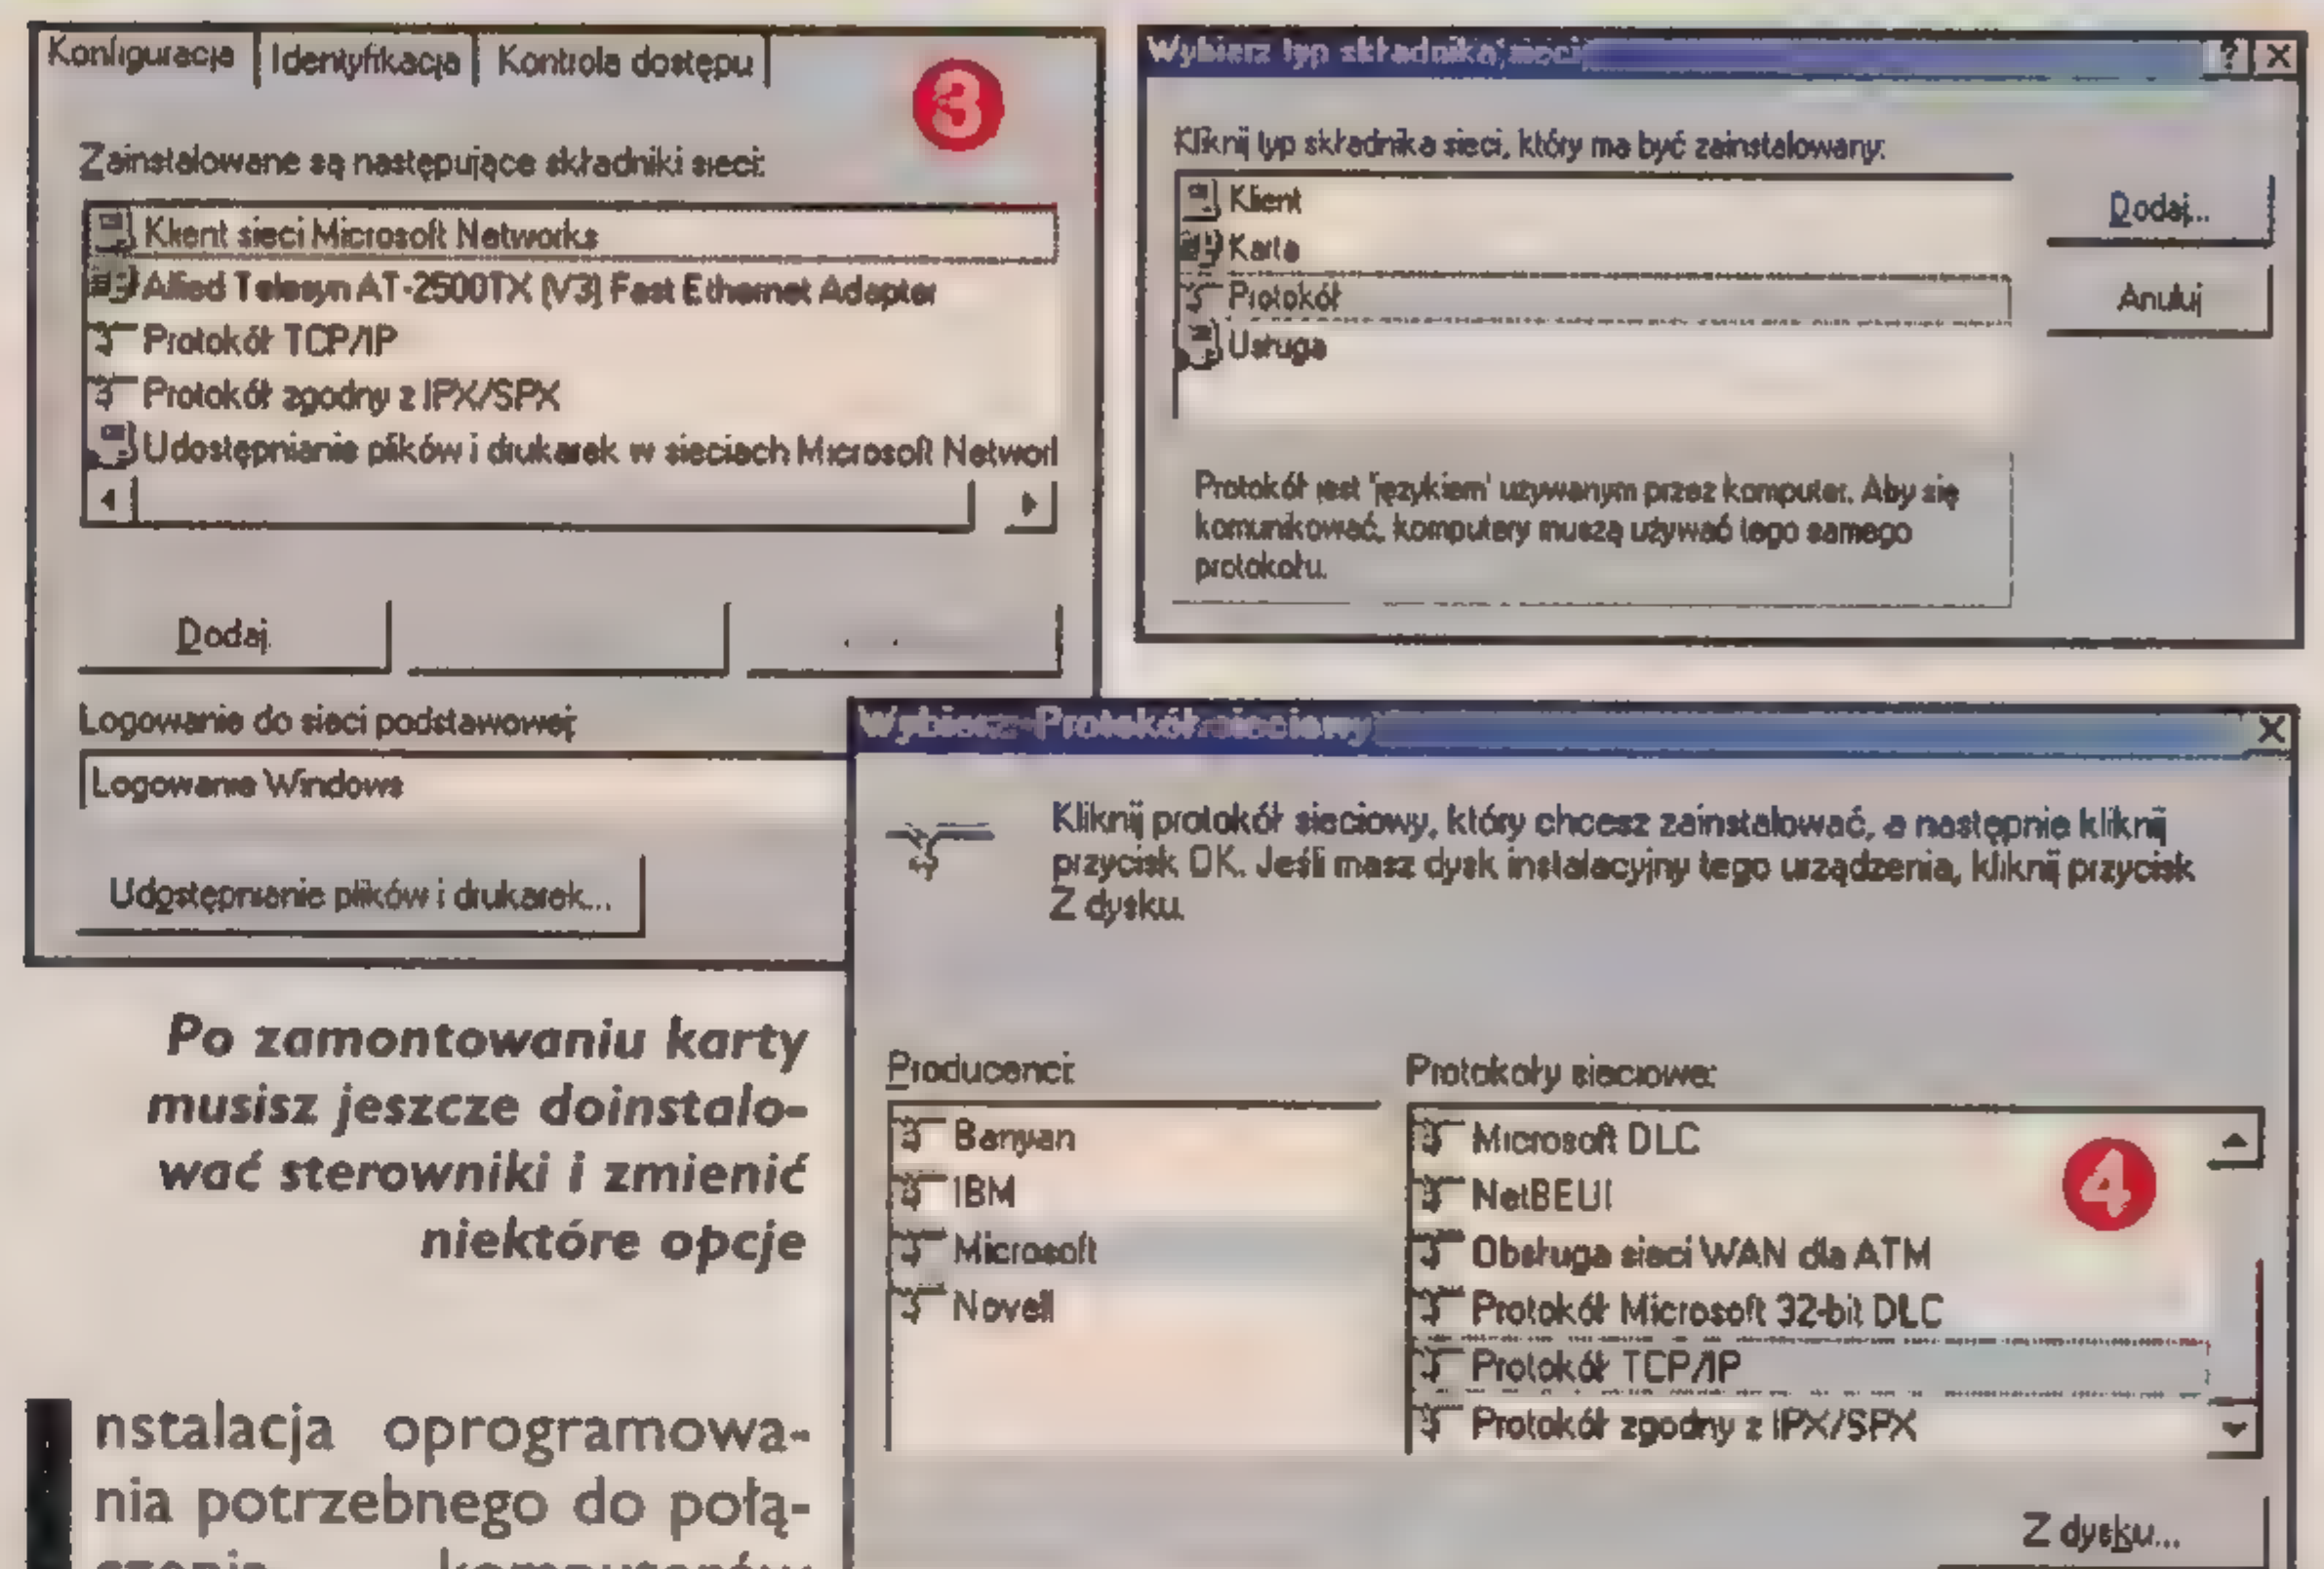 Konfiguracja
Identyfikacja
Kontrola dostępu
3
Zainstalowane są następujące składniki sieci:
Klient sieci Microsoft Networks
Allied Telesyn AT-2500TX (V3) Fast Ethernet Adapter
Protokół TCP/IP
Protokół zgodny z IPX/SPX
Udostępnianie plików i drukarek w sieciach Microsoft Networ
Dodaj
Logowanie do sieci podstawowej:
Logowanie Windows
Udostępnianie plików i drukarek...
Wybierz typ składnika sieci
Kliknij typ składnika sieci, który ma być zainstalowany:
Klient
Karta
Protokół
Usługa
Dodaj...
Anuluj
Protokół jest 'językiem' używanym przez komputer. Aby się
komunikować, komputery muszą używać tego samego
protokołu.
Wybierz: Protokół sieciowy
Kliknij protokół sieciowy, który chcesz zainstalować, a następnie kliknij
przycisk OK. Jeśli masz dysk instalacyjny tego urządzenia, kliknij przycisk
Z dysku.
Producenci:
Banyan
IBM
Microsoft
Novell
Protokoły sieciowe:
Microsoft DLC
NetBEUI
Obsługa sieci WAN dla ATM
Protokół Microsoft 32-bit DLC
Protokół TCP/IP
Protokół zgodny z IPX/SPX
4
Z dysku...
Po zamontowaniu karty
musisz jeszcze doinstalo-
wać sterowniki i zmienić
niektóre opcje
Instalacja oprogramowa-
nia potrzebnego do połą-
czenia komputerów